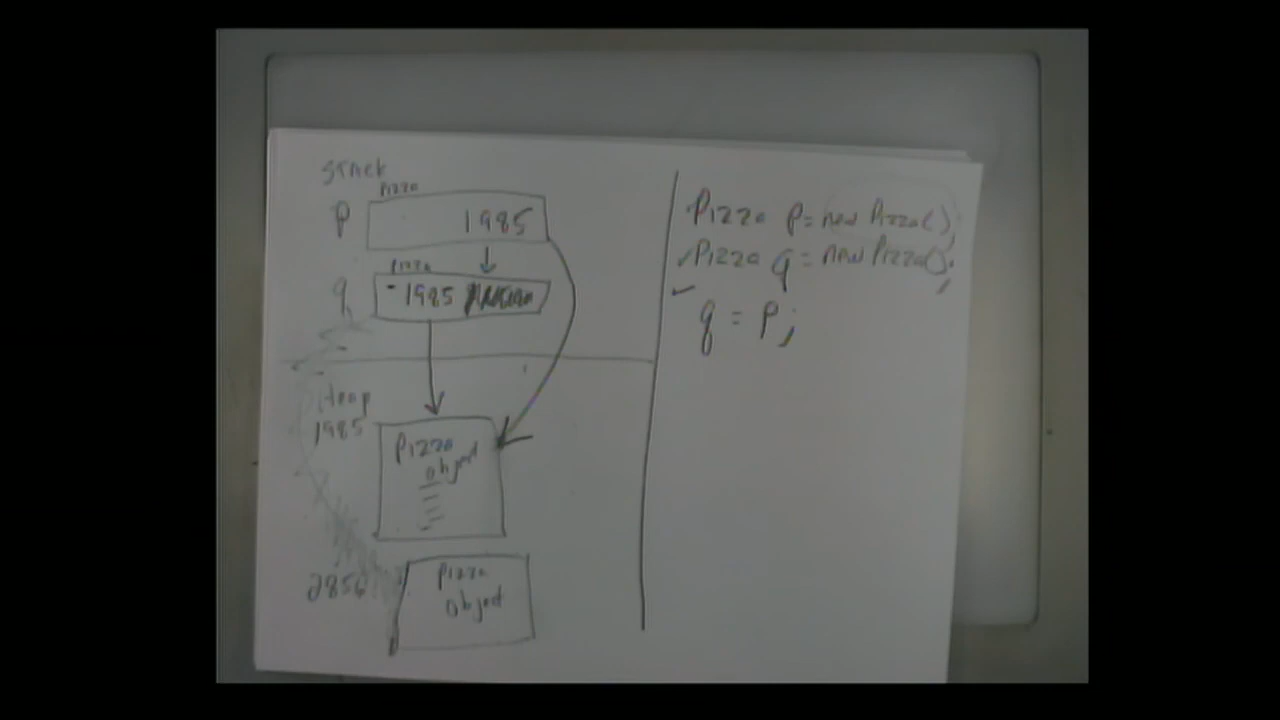 Stack
Pizza
P
1985
Pizza
q
1985
Heap
1985
Pizza
object
2856
Pizza
object
Pizza p = new Pizza();
Pizza q = new Pizza();
q = p;